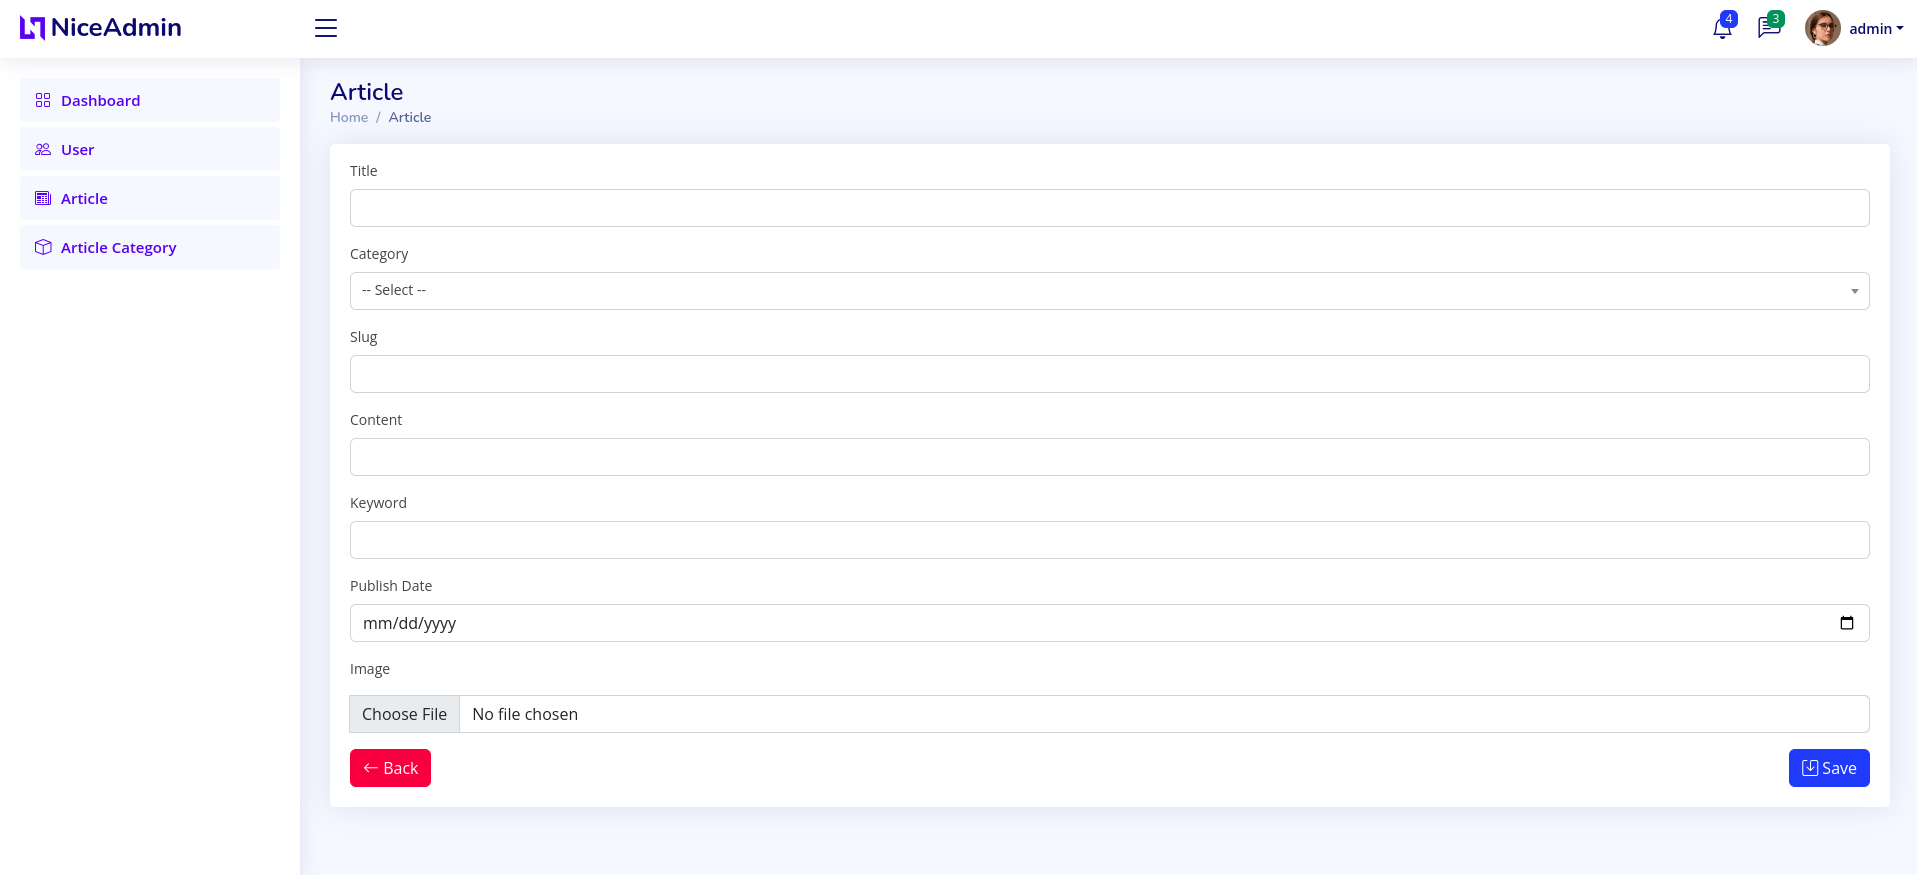 NiceAdmin
4
3
admin
Dashboard
User
Article
Article Category
Article
Home / Article
Title
Category
-- Select --
Slug
Content
Keyword
Publish Date
mm/dd/yyyy
Image
Choose File No file chosen
Back
Save